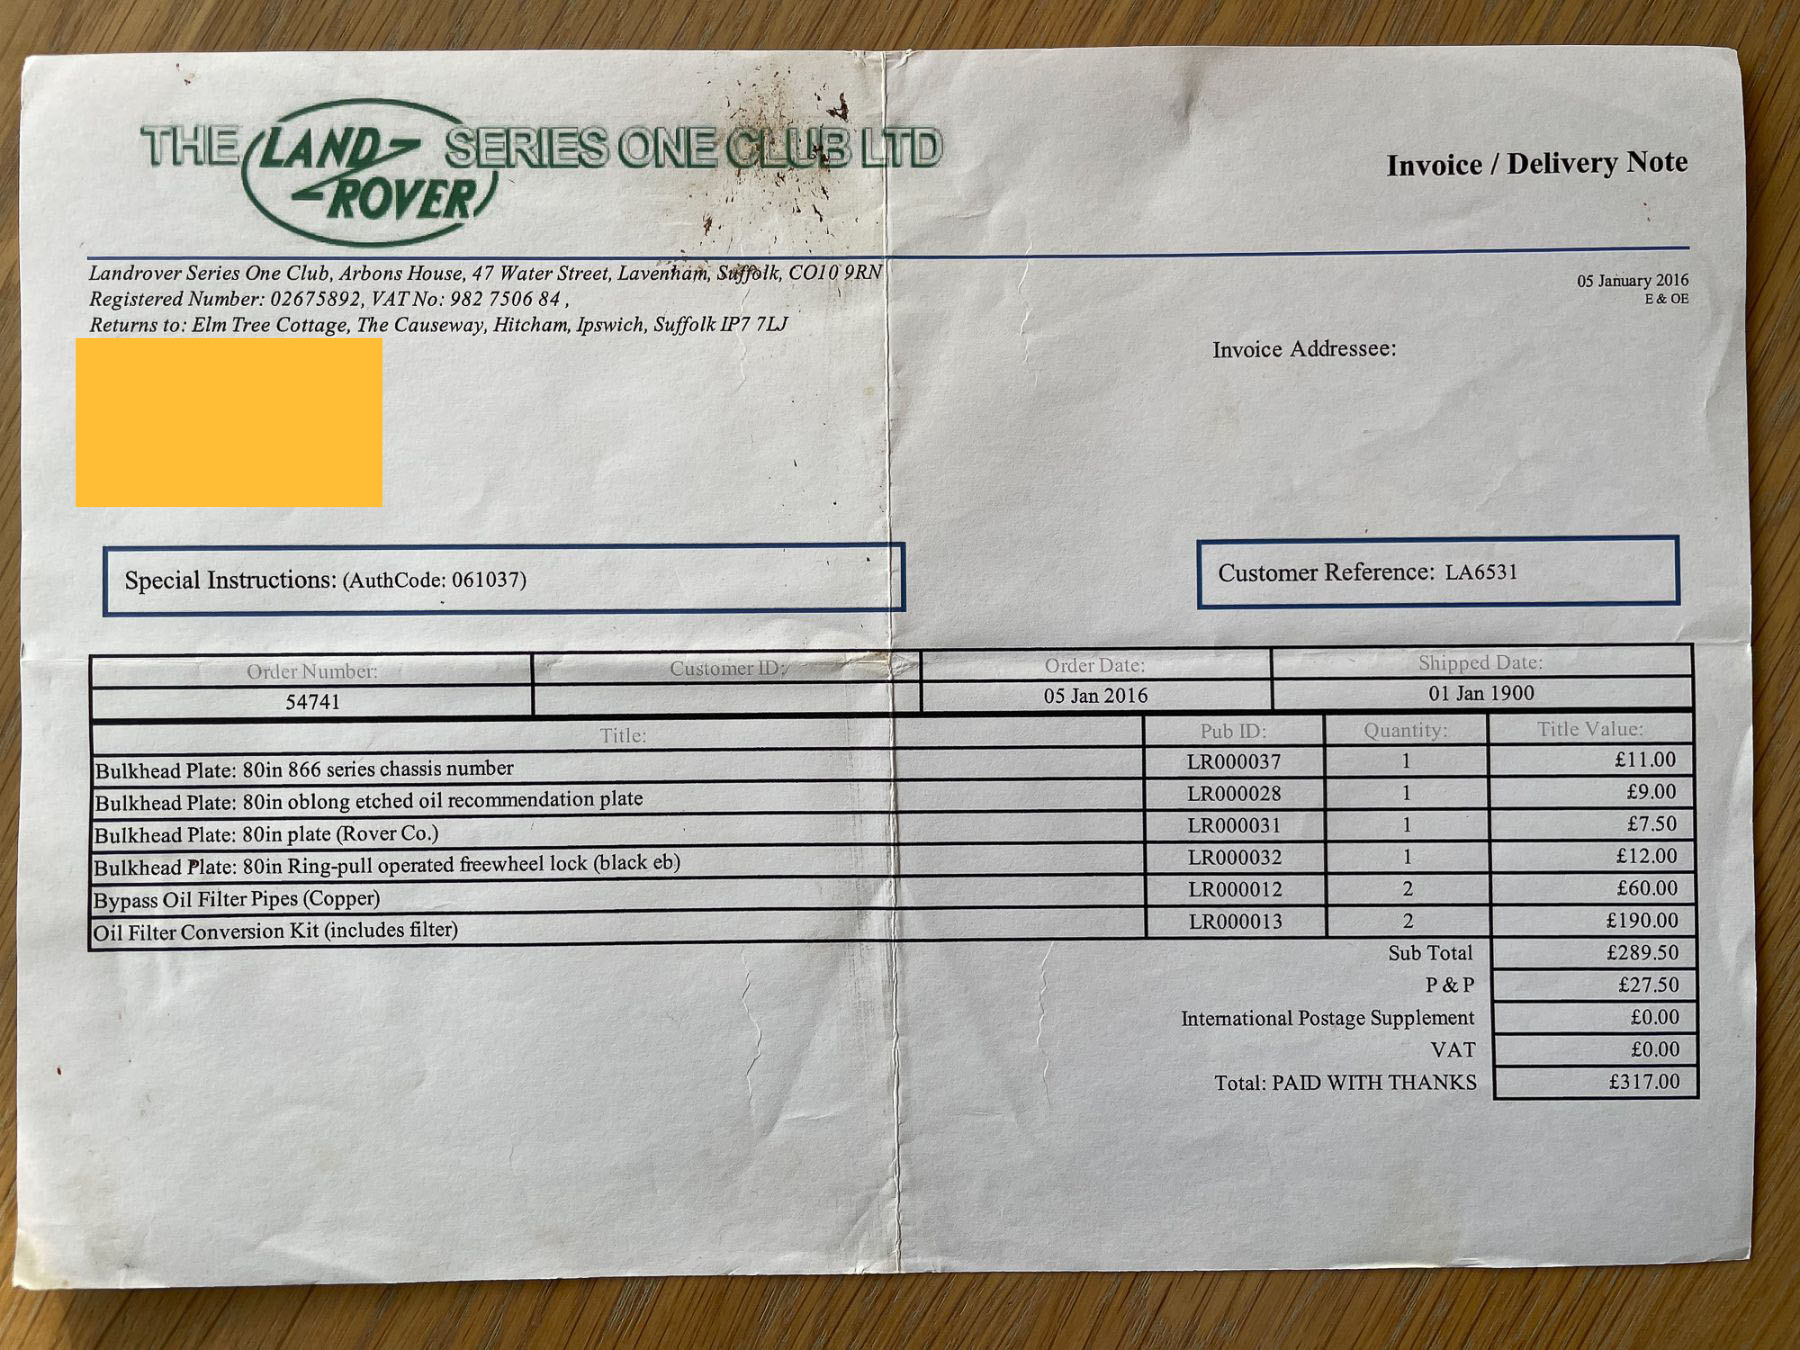 THE LAND ROVER SERIES ONE CLUB LTD
Invoice / Delivery Note
Landrover Series One Club, Arbons House, 47 Water Street, Lavenham, Suffolk, CO10 9RN
Registered Number: 02675892, VAT No: 982 7506 84 ,
Returns to: Elm Tree Cottage, The Causeway, Hitcham, Ipswich, Suffolk IP7 7LJ
05 January 2016
E & OE
Invoice Addressee:
Special Instructions: (AuthCode: 061037)
Customer Reference: LA6531
Order Number: Customer ID: Order Date: Shipped Date:
54741 05 Jan 2016 01 Jan 1900
Title: Pub ID: Quantity: Title Value:
Bulkhead Plate: 80in 866 series chassis number LR000037 1 £11.00
Bulkhead Plate: 80in oblong etched oil recommendation plate LR000028 1 £9.00
Bulkhead Plate: 80in plate (Rover Co.) LR000031 1 £7.50
Bulkhead Plate: 80in Ring-pull operated freewheel lock (black eb) LR000032 1 £12.00
Bypass Oil Filter Pipes (Copper) LR000012 2 £60.00
Oil Filter Conversion Kit (includes filter) LR000013 2 £190.00
Sub Total £289.50
P & P £27.50
International Postage Supplement £0.00
VAT £0.00
Total: PAID WITH THANKS £317.00